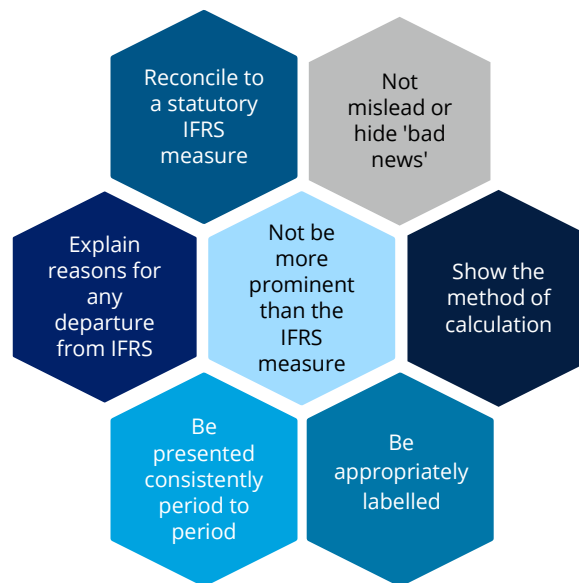 Reconcile to
a statutory
IFRS
measure
Not
mislead or
hide 'bad
news'
Explain
reasons for
any
departure
from IFRS
Not be
more
prominent
than the
IFRS
measure
Show the
method of
calculation
Be
presented
consistently
period to
period
Be
appropriately
labelled